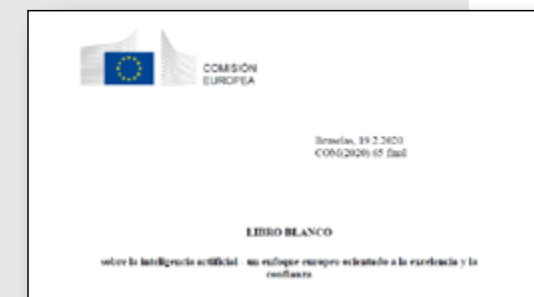 COMISIÓN
EUROPEA
Bruselas, 19.2.2020
COM(2020) 65 final
LIBRO BLANCO
sobre la inteligencia artificial - un enfoque europeo orientado a la excelencia y la
confianza